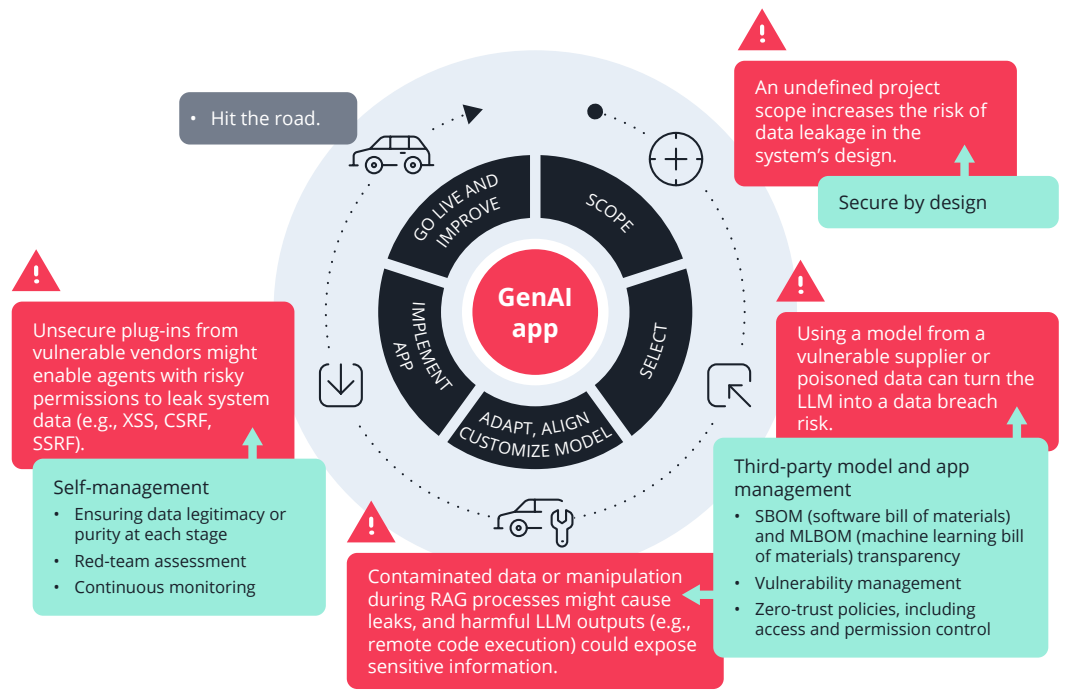 An undefined project
scope increases the risk of
data leakage in the
system’s design.
Secure by design
• Hit the road.
GO LIVE AND
IMPROVE
SCOPE
GenAI
app
IMPLEMENT
APP
SELECT
ADAPT, ALIGN
CUSTOMIZE MODEL
Unsecure plug-ins from
vulnerable vendors might
enable agents with risky
permissions to leak system
data (e.g., XSS, CSRF,
SSRF).
Self-management
• Ensuring data legitimacy or
purity at each stage
• Red-team assessment
• Continuous monitoring
Using a model from a
vulnerable supplier or
poisoned data can turn the
LLM into a data breach
risk.
Third-party model and app
management
• SBOM (software bill of materials)
and MLBOM (machine learning bill
of materials) transparency
• Vulnerability management
• Zero-trust policies, including
access and permission control
Contaminated data or manipulation
during RAG processes might cause
leaks, and harmful LLM outputs (e.g.,
remote code execution) could expose
sensitive information.